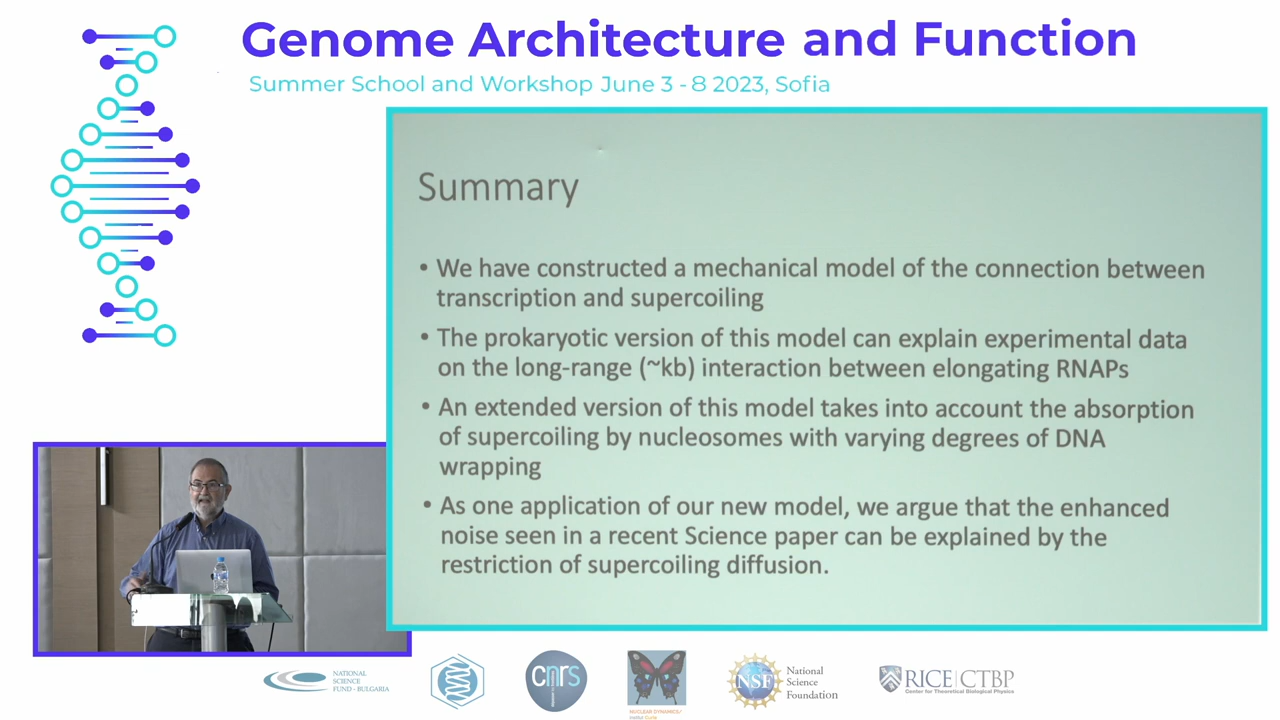 Genome Architecture and Function
Summer School and Workshop June 3 - 8 2023, Sofia
Summary
• We have constructed a mechanical model of the connection between
transcription and supercoiling
• The prokaryotic version of this model can explain experimental data
on the long-range (~kb) interaction between elongating RNAPs
• An extended version of this model takes into account the absorption
of supercoiling by nucleosomes with varying degrees of DNA
wrapping
• As one application of our new model, we argue that the enhanced
noise seen in a recent Science paper can be explained by the
restriction of supercoiling diffusion.
NATIONAL
SCIENCE
FUND - BULGARIA
cnrs
NUCLEAR DYNAMICS/
Institut Curie
NSF
National
Science
Foundation
RICE | CTBP
Center for Theoretical Biological Physics